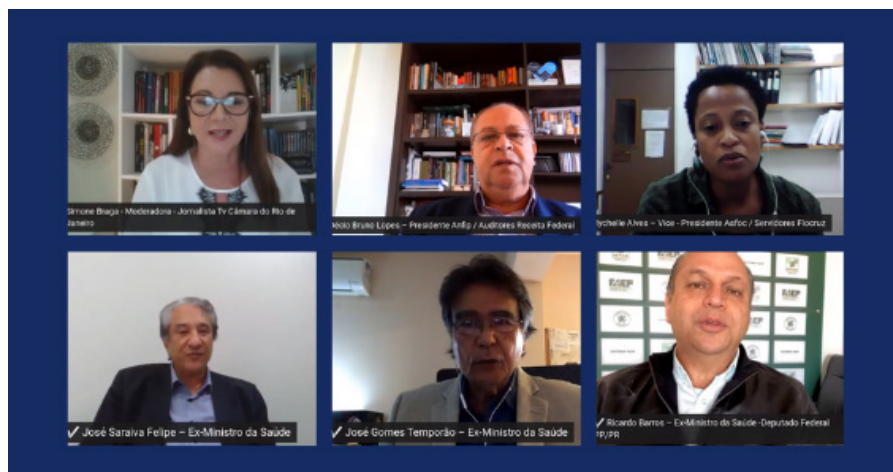 Simone Braga - Moderadora - Jornalista Tv Câmara do Rio de
Janeiro
Décio Bruno Lopes – Presidente Anfip / Auditores Receita Federal
Mychelle Alves – Vice - Presidente Asfoc / Servidores Fiocruz
José Saraiva Felipe – Ex-Ministro da Saúde
José Gomes Temporão – Ex-Ministro da Saúde
Ricardo Barros – Ex-Ministro da Saúde -Deputado Federal
PP/PR